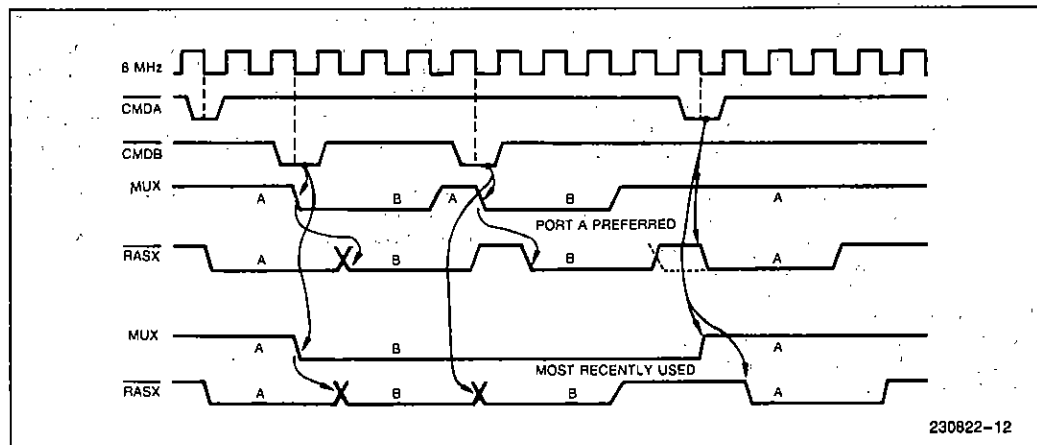 8 MHz
CMDA
CMDB
MUX
A B A B A
PORT A PREFERRED
RASX
A B B A
MUX
A B A
MOST RECENTLY USED
RASX
A B B A
230822-12